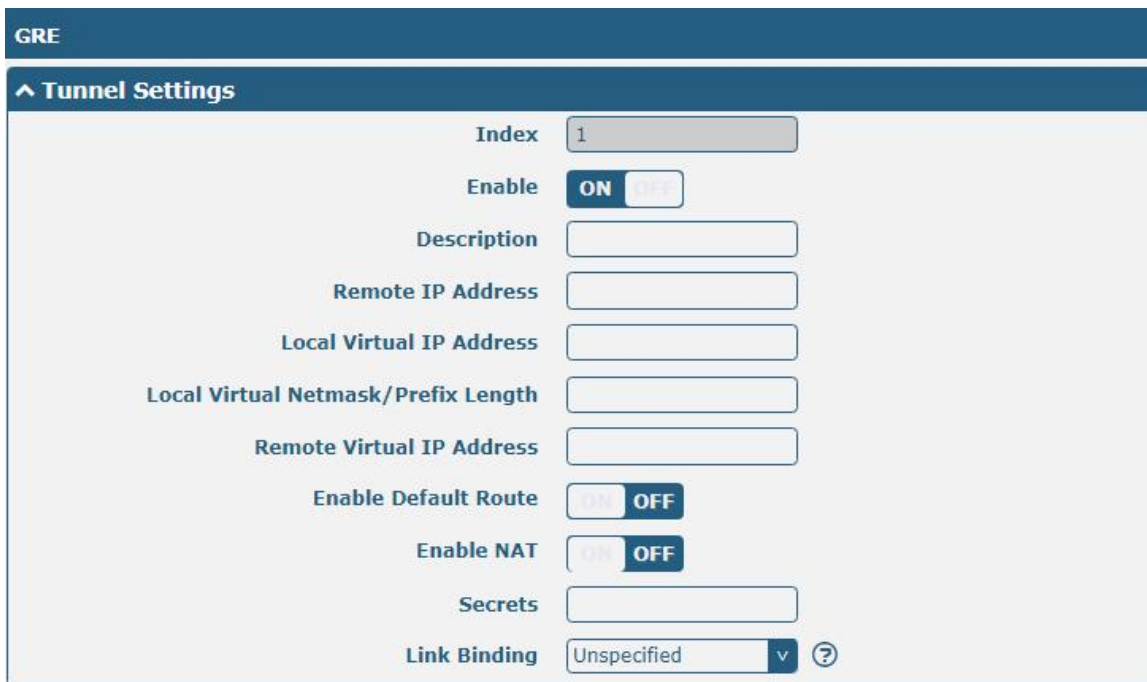 GRE
Tunnel Settings
Index 1
Enable ON OFF
Description
Remote IP Address
Local Virtual IP Address
Local Virtual Netmask/Prefix Length
Remote Virtual IP Address
Enable Default Route ON OFF
Enable NAT ON OFF
Secrets
Link Binding Unspecified v ?